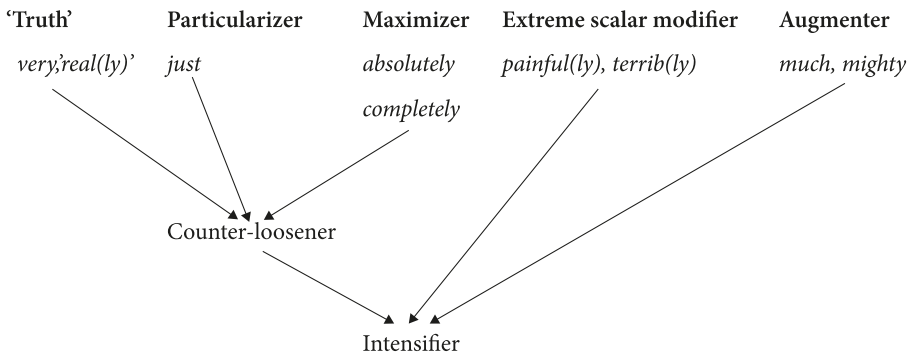 ‘Truth’ Particularizer Maximizer Extreme scalar modifier Augmenter
very,’real(ly)’ just absolutely painful(ly), terrib(ly) much, mighty
completely
Counter-loosener
Intensifier